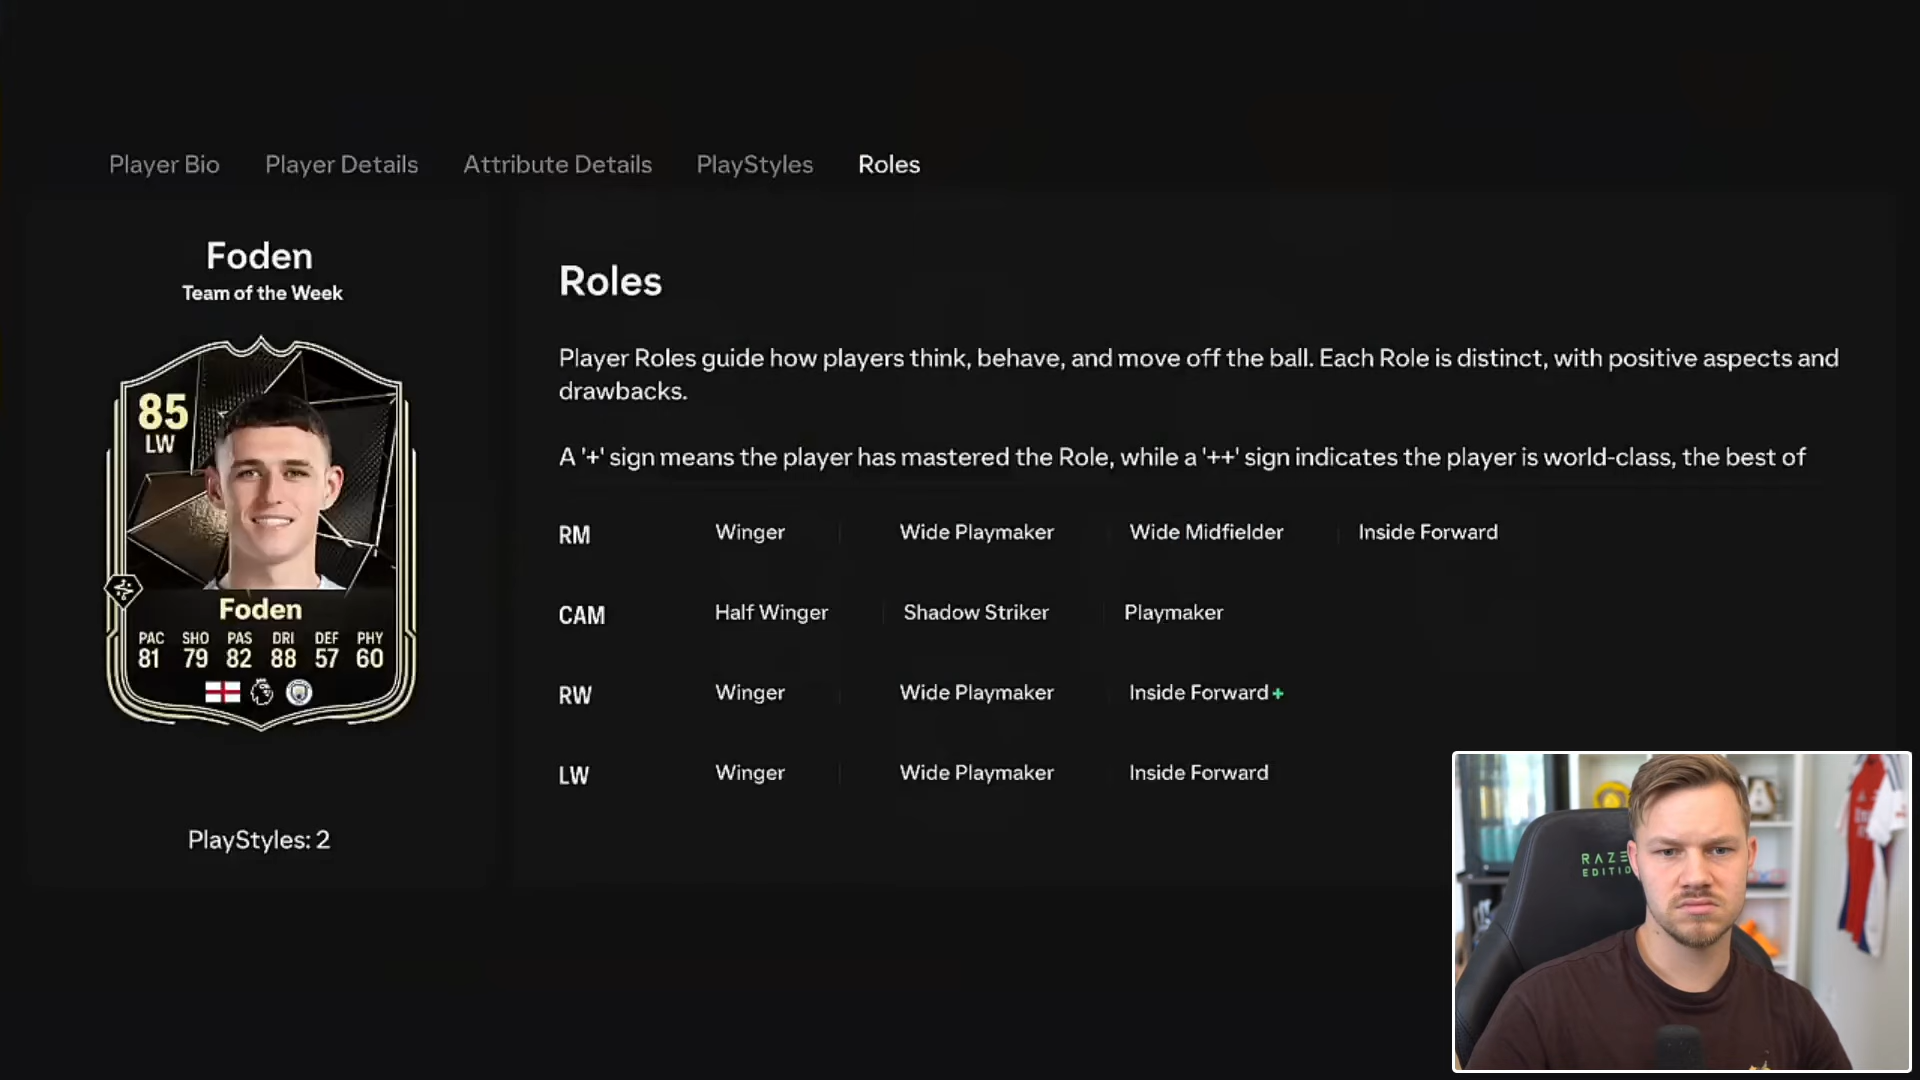 Player Bio
Player Details
Attribute Details
PlayStyles
Roles
Foden
Team of the Week
85
LW
Foden
PAC SHO PAS DRI DEF PHY
81 79 82 88 57 60
PlayStyles: 2
Roles
Player Roles guide how players think, behave, and move off the ball. Each Role is distinct, with positive aspects and
drawbacks.
A '+' sign means the player has mastered the Role, while a '++' sign indicates the player is world-class, the best of
RM Winger Wide Playmaker Wide Midfielder Inside Forward
CAM Half Winger Shadow Striker Playmaker
RW Winger Wide Playmaker Inside Forward+
LW Winger Wide Playmaker Inside Forward